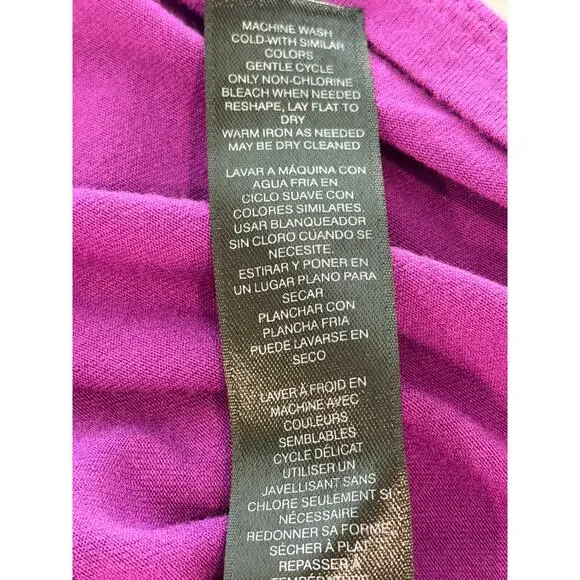 MACHINE WASH
COLD-WITH SIMILAR
COLORS
GENTLE CYCLE
ONLY NON-CHLORINE
BLEACH WHEN NEEDED
RESHAPE, LAY FLAT TO
DRY
WARM IRON AS NEEDED
MAY BE DRY CLEANED
LAVAR A MÁQUINA CON
AGUA FRIA EN
CICLO SUAVE CON
COLORES SIMILARES.
USAR BLANQUEADOR
SIN CLORO CUANDO SE
NECESITE.
ESTIRAR Y PONER EN
UN LUGAR PLANO PARA
SECAR
PLANCHAR CON
PLANCHA FRIA
PUEDE LAVARSE EN
SECO
LAVER À FROID EN
MACHINE AVEC
COULEURS
SEMBLABLES
CYCLE DÉLICAT
UTILISER UN
JAVELLISANT SANS
CHLORE SEULEMENT SI
NÉCESSAIRE
REDONNER SA FORME
SÉCHER À PLAT
REPASSER À